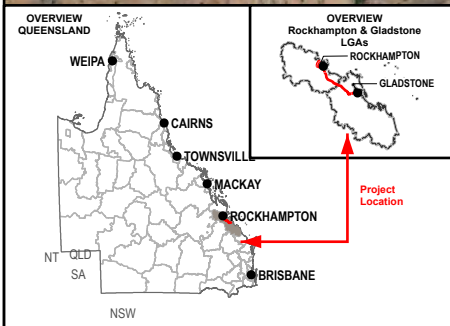 OVERVIEW
QUEENSLAND
WEIPA
CAIRNS
TOWNSVILLE
MACKAY
ROCKHAMPTON
BRISBANE
NT
QLD
SA
NSW
OVERVIEW
Rockhampton & Gladstone
LGAs
ROCKHAMPTON
GLADSTONE
Project
Location